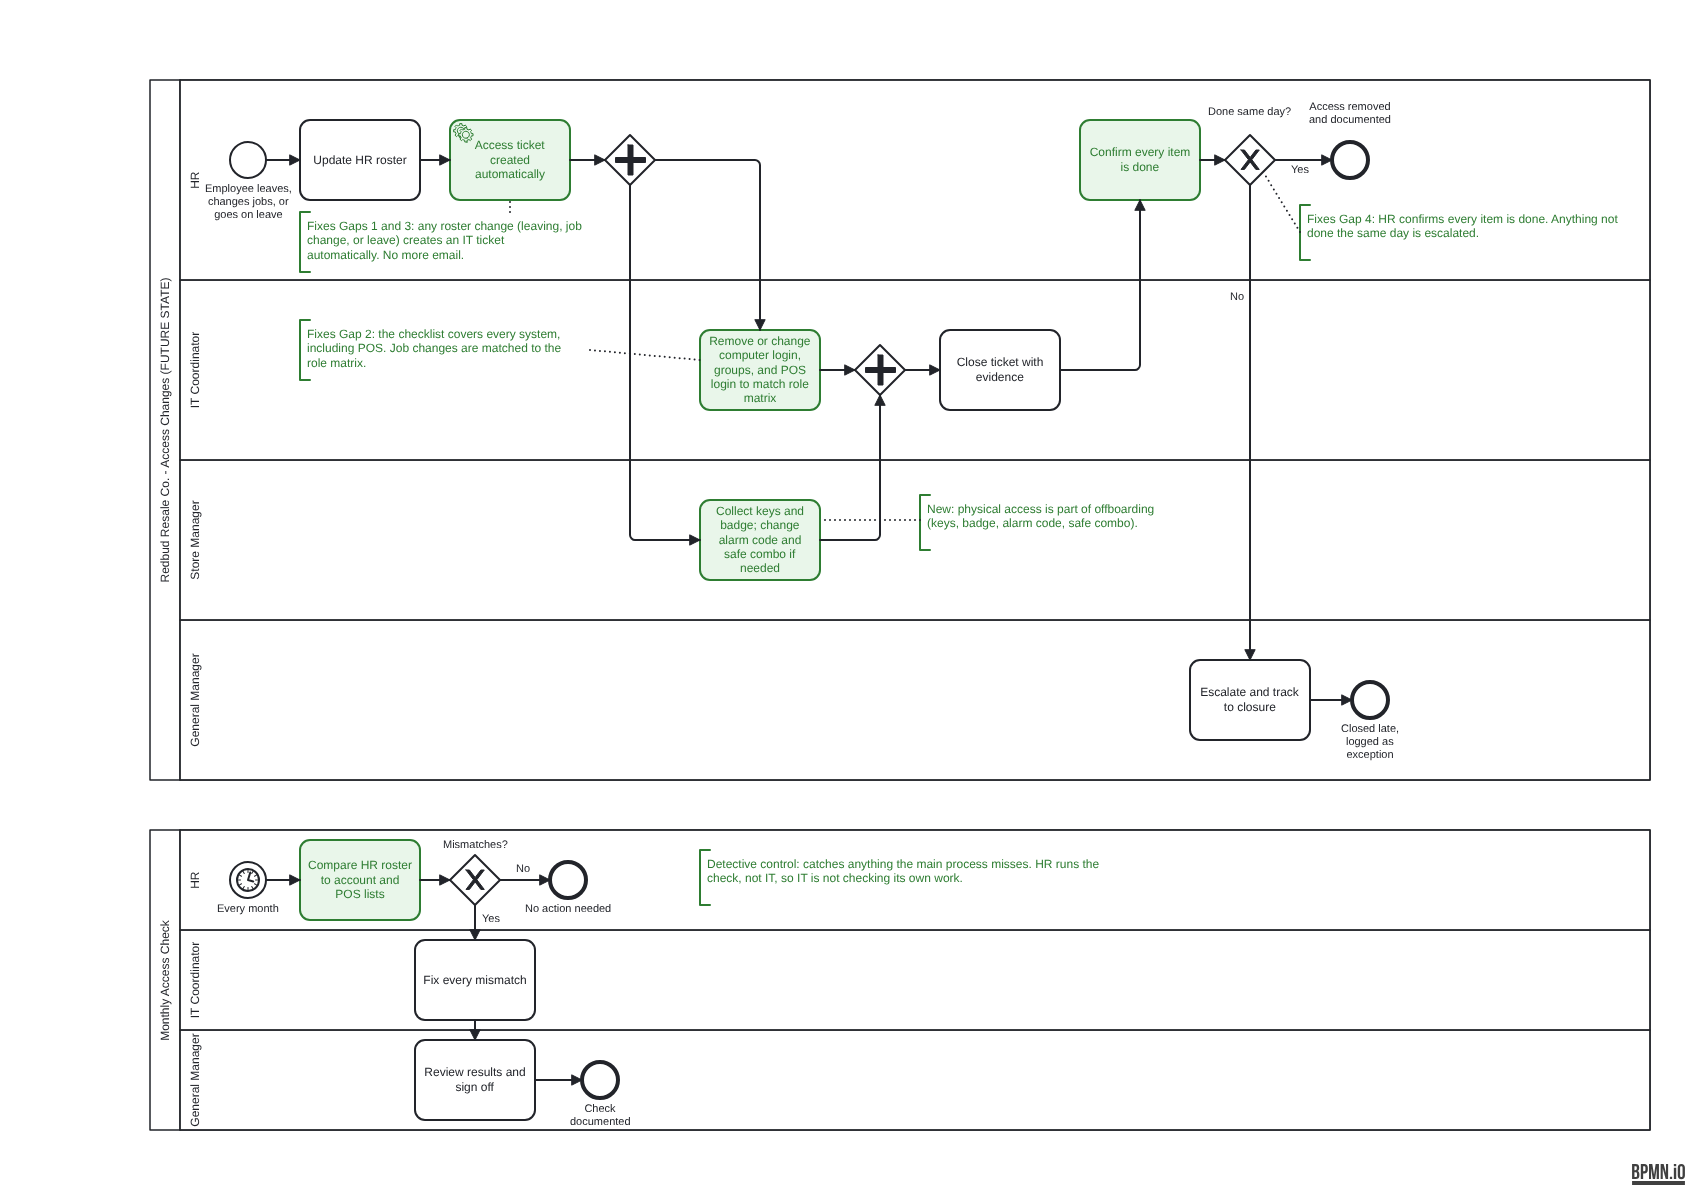 Redbud Resale Co. - Access Changes (FUTURE STATE)
HR
Employee leaves,
changes jobs, or
goes on leave
Update HR roster
Access ticket
created
automatically
Fixes Gaps 1 and 3: any roster change (leaving, job
change, or leave) creates an IT ticket
automatically. No more email.
Confirm every item
is done
Done same day?
Yes
Access removed
and documented
Fixes Gap 4: HR confirms every item is done. Anything not
done the same day is escalated.
No
IT Coordinator
Fixes Gap 2: the checklist covers every system,
including POS. Job changes are matched to the
role matrix.
Remove or change
computer login,
groups, and POS
login to match role
matrix
Close ticket with
evidence
Store Manager
Collect keys and
badge; change
alarm code and
safe combo if
needed
New: physical access is part of offboarding
(keys, badge, alarm code, safe combo).
General Manager
Escalate and track
to closure
Closed late,
logged as
exception
Monthly Access Check
HR
Every month
Compare HR roster
to account and
POS lists
Mismatches?
No
Yes
No action needed
Detective control: catches anything the main process misses. HR runs the
check, not IT, so IT is not checking its own work.
IT Coordinator
Fix every mismatch
General Manager
Review results and
sign off
Check
documented
BPMN.iO